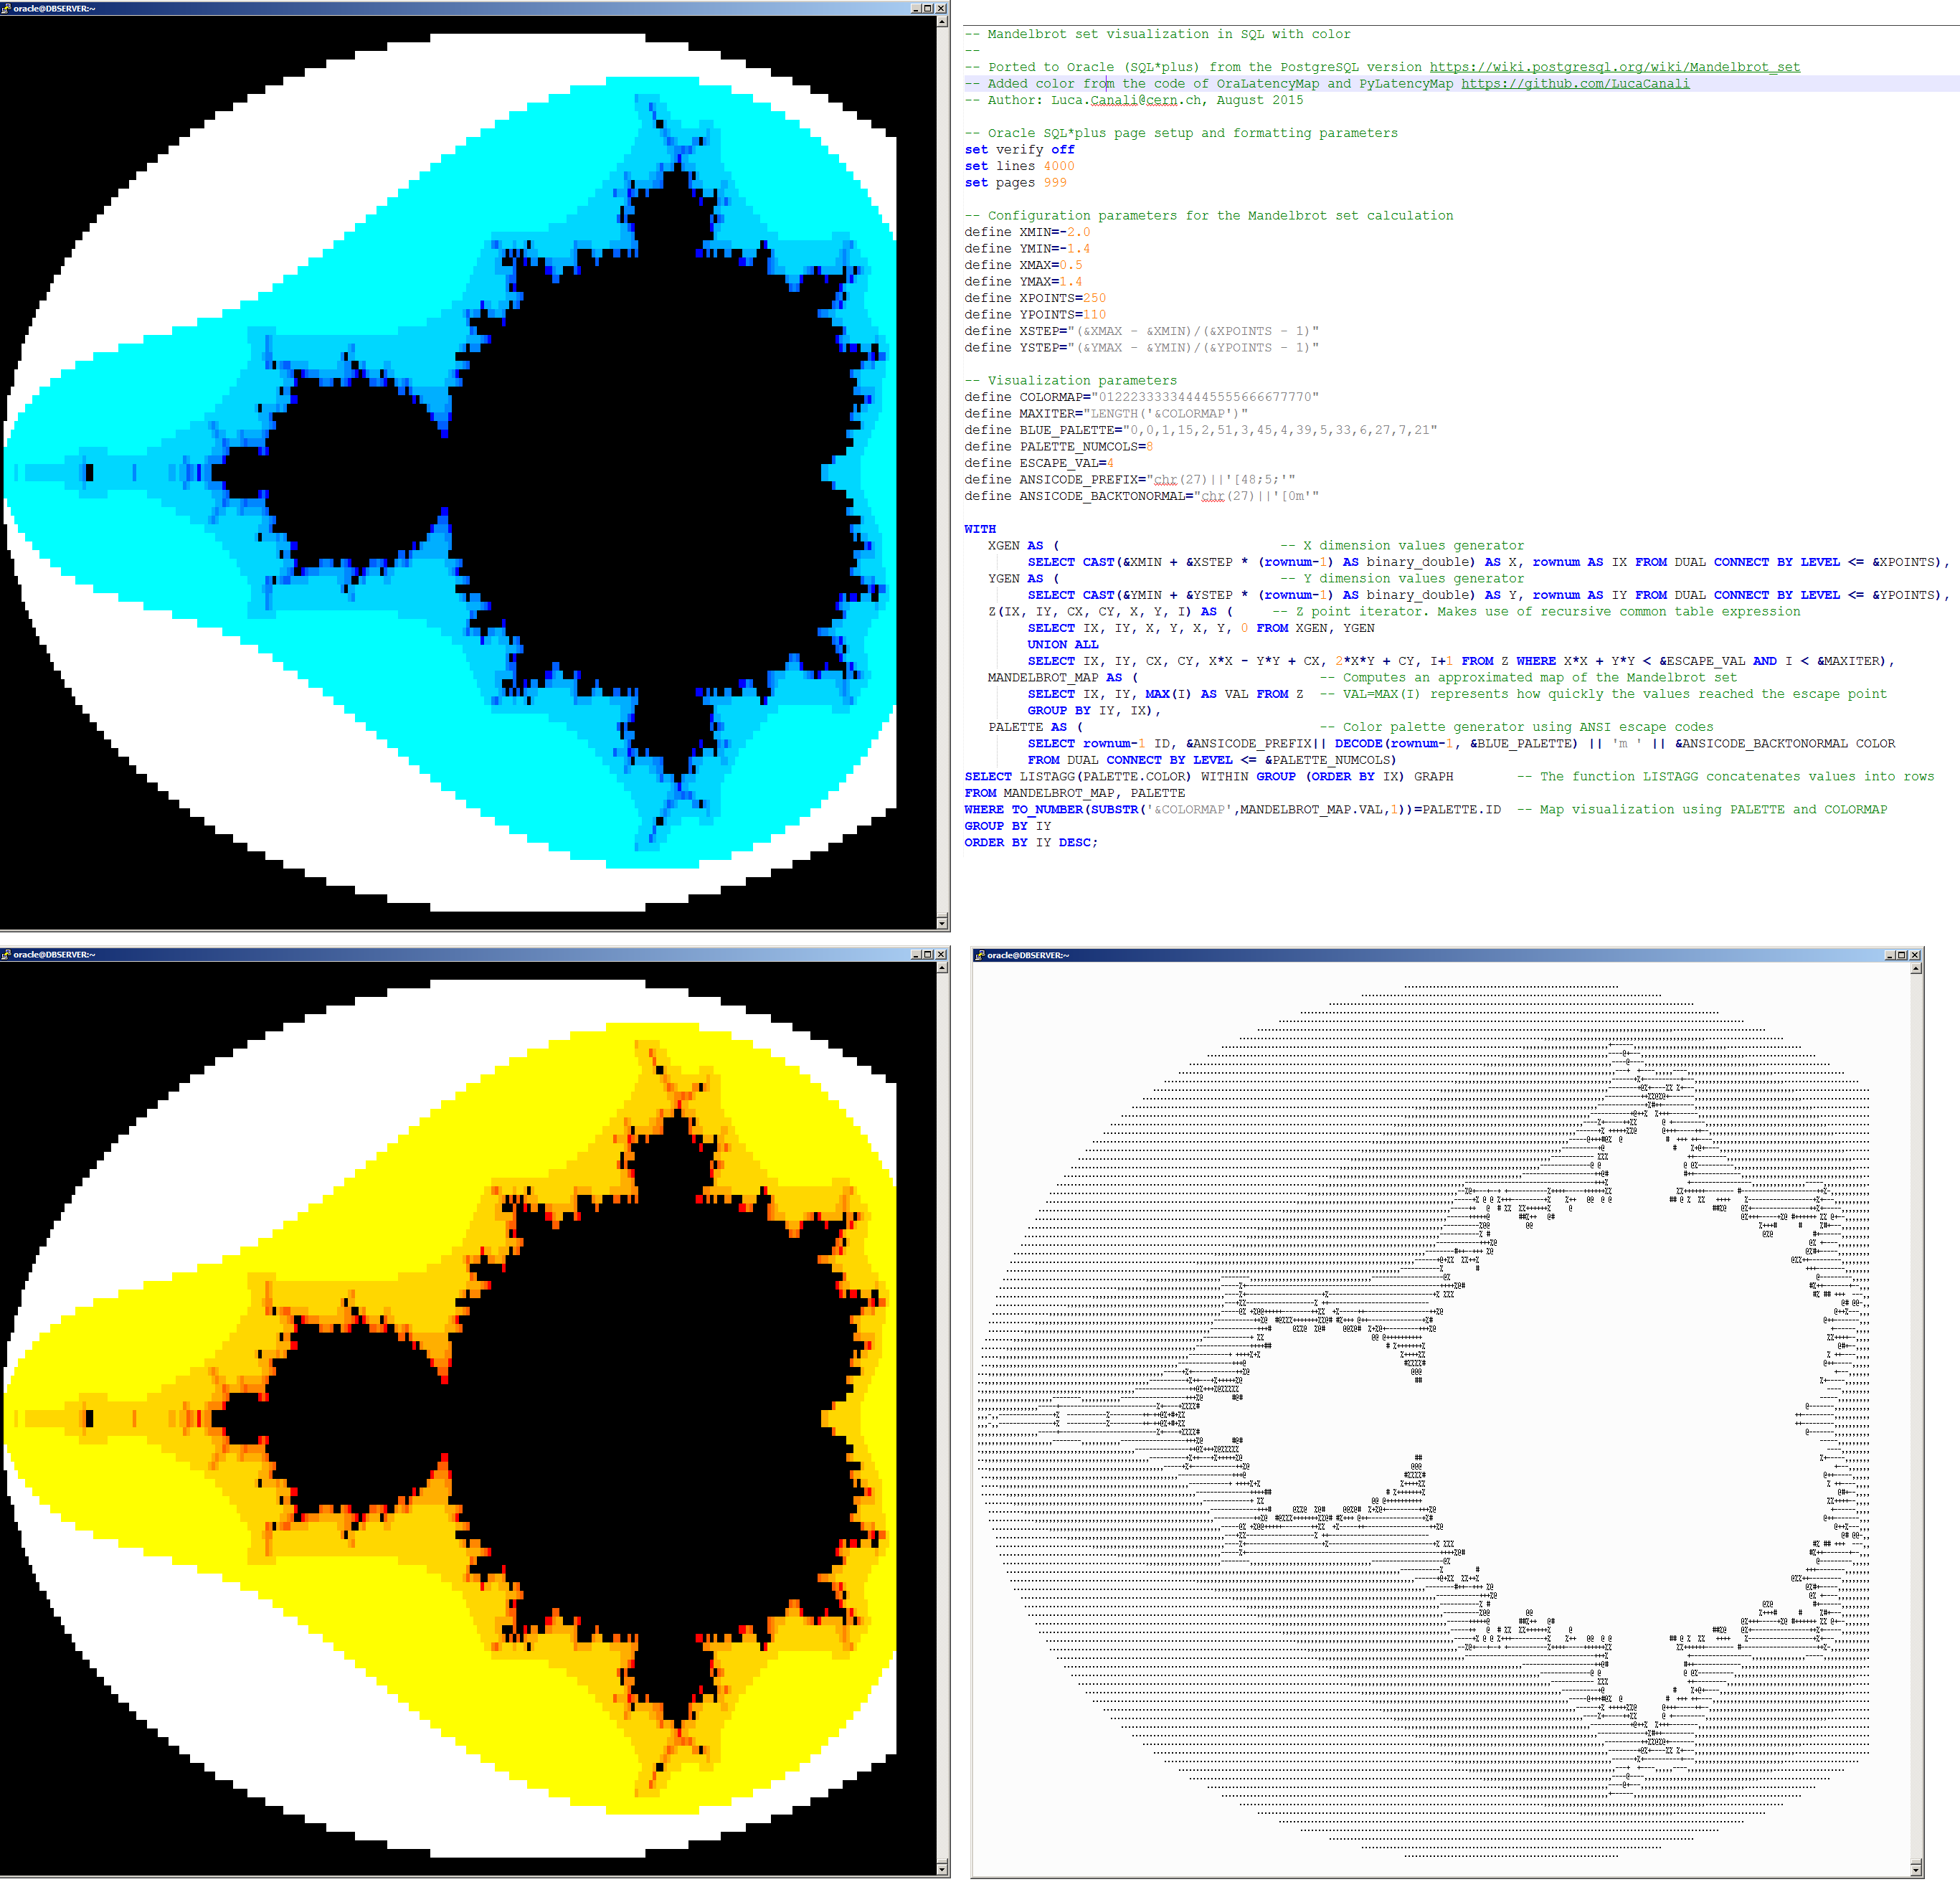 oracle@DBSERVER:~
-- Mandelbrot set visualization in SQL with color
--
-- Ported to Oracle (SQL*plus) from the PostgreSQL version https://wiki.postgresql.org/wiki/Mandelbrot_set
-- Added color from the code of OraLatencyMap and PyLatencyMap https://github.com/LucaCanali
-- Author: Luca.Canali@cern.ch, August 2015
-- Oracle SQL*plus page setup and formatting parameters
set verify off
set lines 4000
set pages 999
-- Configuration parameters for the Mandelbrot set calculation
define XMIN=-2.0
define YMIN=-1.4
define XMAX=0.5
define YMAX=1.4
define XPOINTS=250
define YPOINTS=110
define XSTEP="(&XMAX - &XMIN)/(&XPOINTS - 1)"
define YSTEP="(&YMAX - &YMIN)/(&YPOINTS - 1)"
-- Visualization parameters
define COLORMAP="012223333344445555666677770"
define MAXITER="LENGTH('&COLORMAP')"
define BLUE_PALETTE="0,0,1,15,2,51,3,45,4,39,5,33,6,27,7,21"
define PALETTE_NUMCOLS=8
define ESCAPE_VAL=4
define ANSICODE_PREFIX="chr(27)||'[48;5;'"
define ANSICODE_BACKTONORMAL="chr(27)||'[0m'"
WITH
XGEN AS ( -- X dimension values generator
SELECT CAST(&XMIN + &XSTEP * (rownum-1) AS binary_double) AS X, rownum AS IX FROM DUAL CONNECT BY LEVEL <= &XPOINTS),
YGEN AS ( -- Y dimension values generator
SELECT CAST(&YMIN + &YSTEP * (rownum-1) AS binary_double) AS Y, rownum AS IY FROM DUAL CONNECT BY LEVEL <= &YPOINTS),
Z(IX, IY, CX, CY, X, Y, I) AS ( -- Z point iterator. Makes use of recursive common table expression
SELECT IX, IY, X, Y, X, Y, 0 FROM XGEN, YGEN
UNION ALL
SELECT IX, IY, CX, CY, X*X - Y*Y + CX, 2*X*Y + CY, I+1 FROM Z WHERE X*X + Y*Y < &ESCAPE_VAL AND I < &MAXITER),
MANDELBROT_MAP AS ( -- Computes an approximated map of the Mandelbrot set
SELECT IX, IY, MAX(I) AS VAL FROM Z -- VAL=MAX(I) represents how quickly the values reached the escape point
GROUP BY IY, IX),
PALETTE AS ( -- Color palette generator using ANSI escape codes
SELECT rownum-1 ID, &ANSICODE_PREFIX|| DECODE(rownum-1, &BLUE_PALETTE) || 'm ' || &ANSICODE_BACKTONORMAL COLOR
FROM DUAL CONNECT BY LEVEL <= &PALETTE_NUMCOLS)
SELECT LISTAGG(PALETTE.COLOR) WITHIN GROUP (ORDER BY IX) GRAPH -- The function LISTAGG concatenates values into rows
FROM MANDELBROT_MAP, PALETTE
WHERE TO_NUMBER(SUBSTR('&COLORMAP',MANDELBROT_MAP.VAL,1))=PALETTE.ID -- Map visualization using PALETTE and COLORMAP
GROUP BY IY
ORDER BY IY DESC;
oracle@DBSERVER:~
oracle@DBSERVER:~